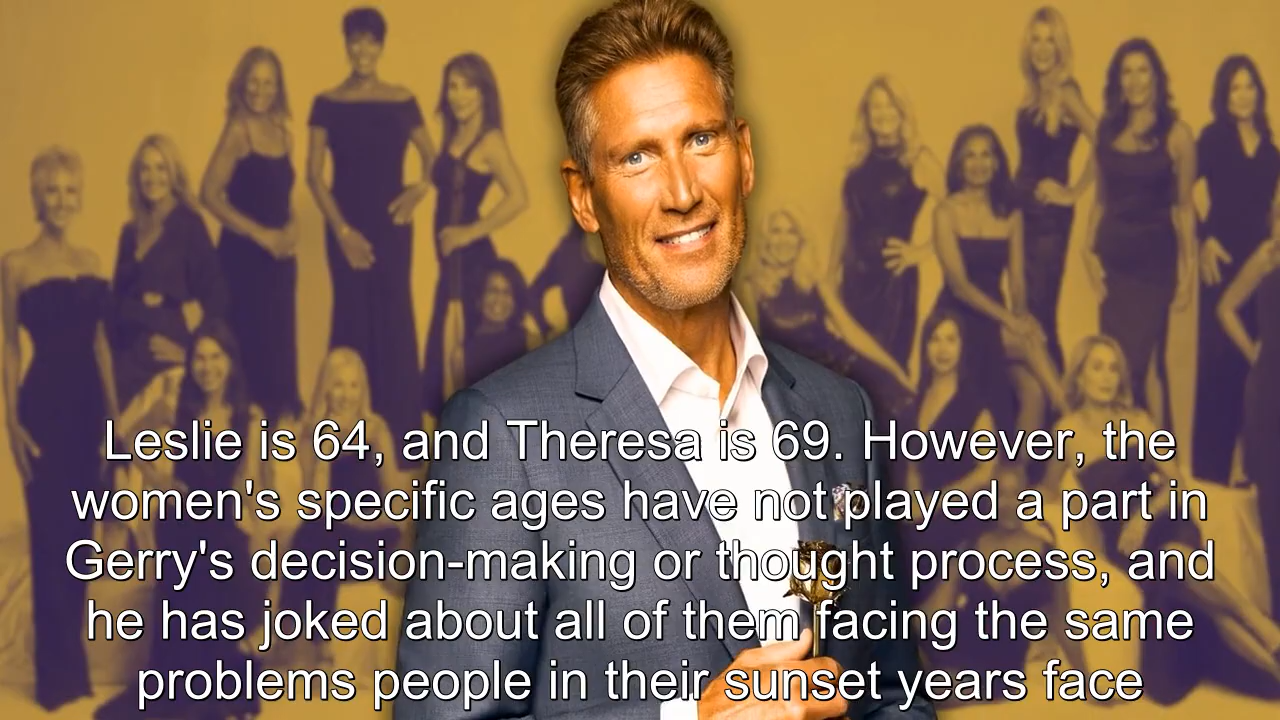 Leslie is 64, and Theresa is 69. However, the
women's specific ages have not played a part in
Gerry's decision-making or thought process, and
he has joked about all of them facing the same
problems people in their sunset years face